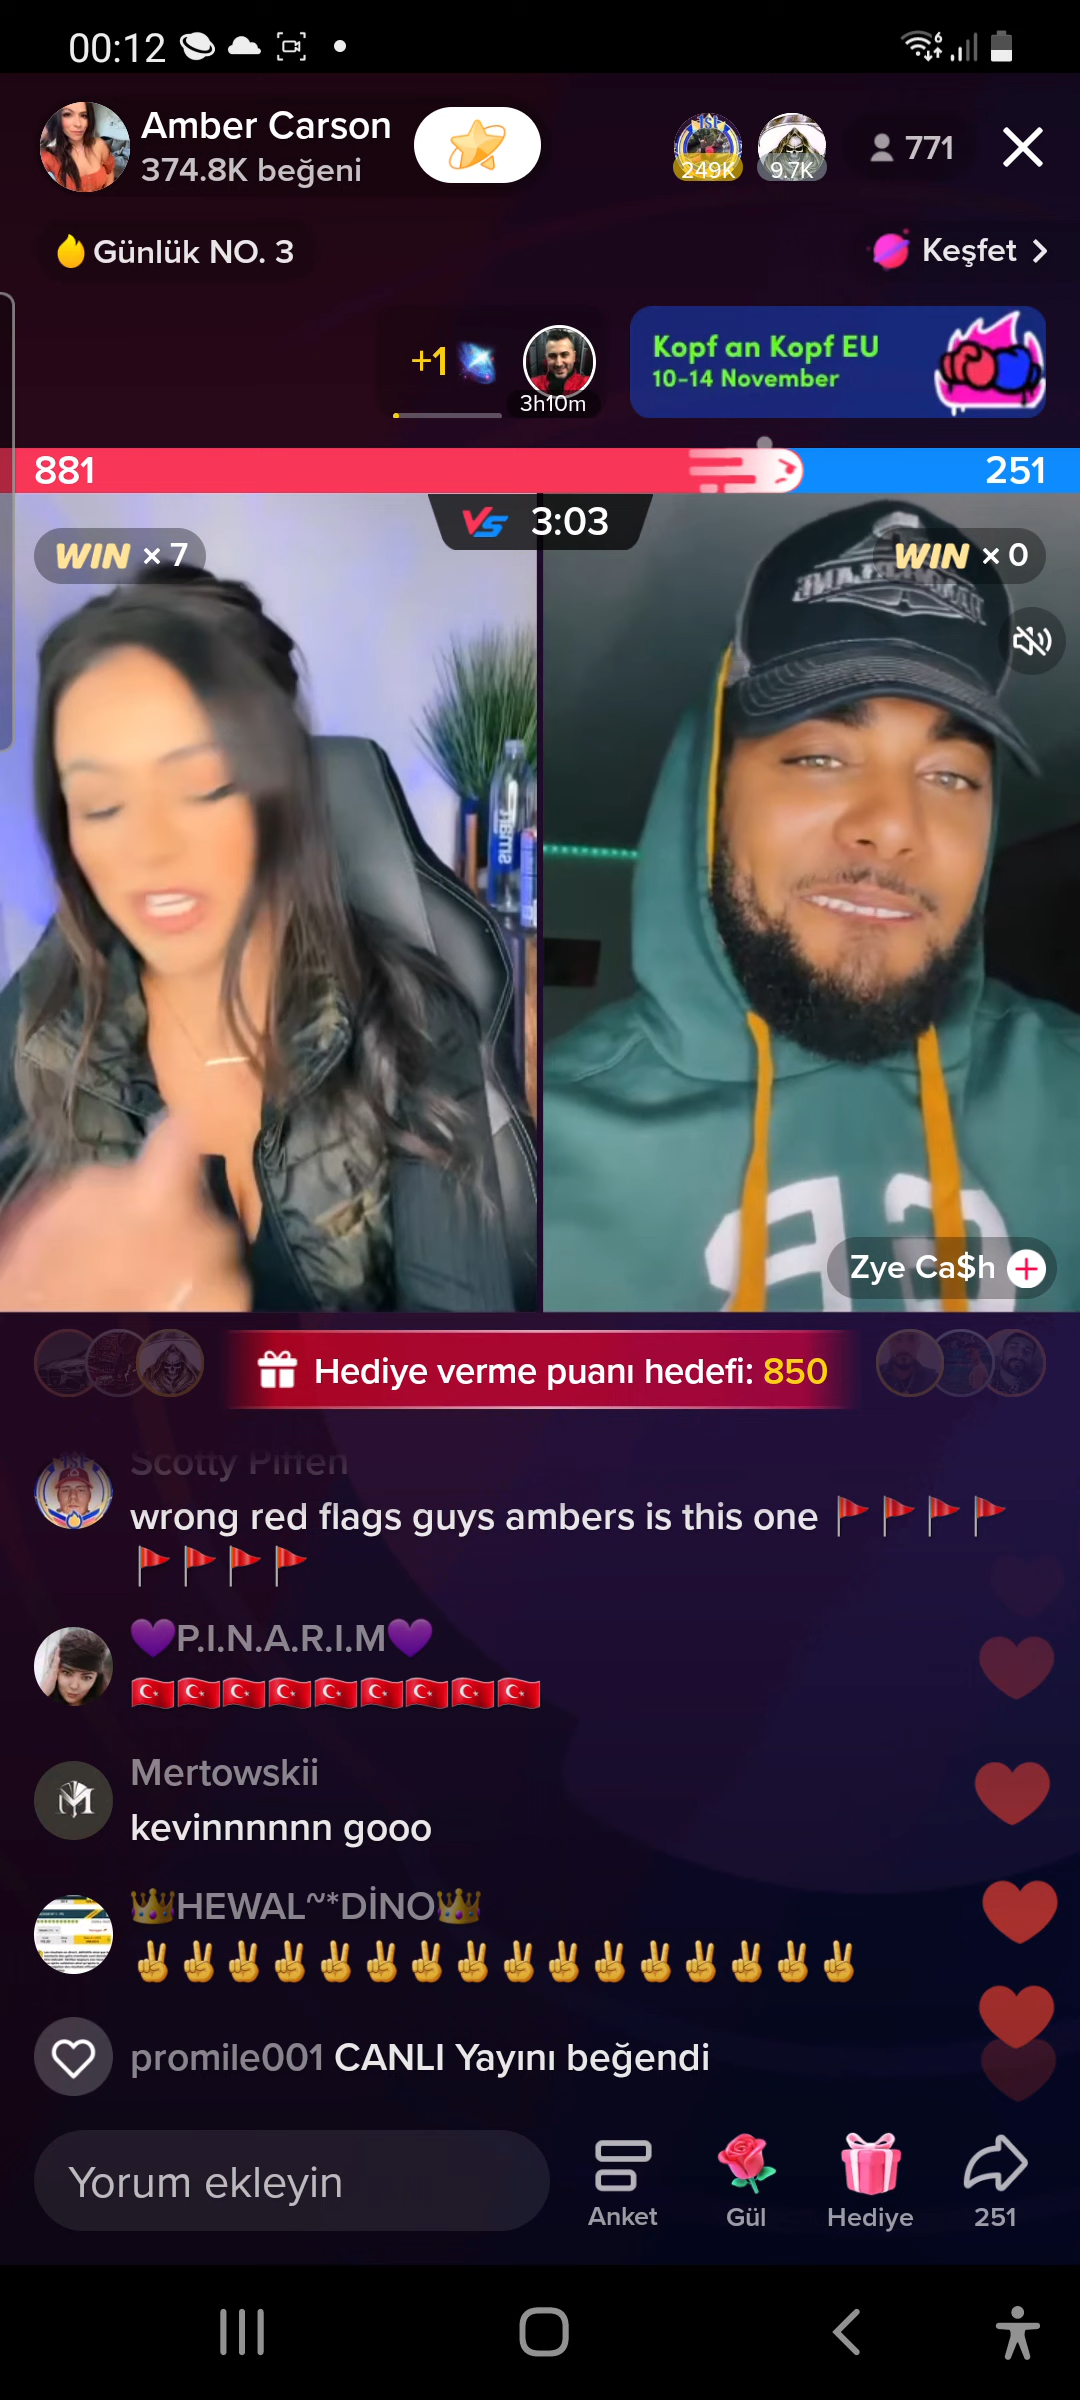 00:12
Amber Carson
374.8K beğeni
249K
9.7K
771
Günlük NO. 3
Keşfet
+1
3h10m
Kopf an Kopf EU
10-14 November
881
251
VS 3:03
WIN × 7
WIN × 0
smart
Zye Ca$h
Hediye verme puanı hedefi: 850
Scotty Piffen
wrong red flags guys ambers is this one 🚩🚩🚩🚩
🚩🚩🚩🚩
💜P.I.N.A.R.I.M💜
🇹🇷🇹🇷🇹🇷🇹🇷🇹🇷🇹🇷🇹🇷🇹🇷🇹🇷
Mertowskii
kevinnnnnn gooo
👑HEWAL~*DİNO👑
✌✌✌✌✌✌✌✌✌✌✌✌✌✌✌✌
promile001 CANLI Yayını beğendi
Yorum ekleyin
Anket
Gül
Hediye
251